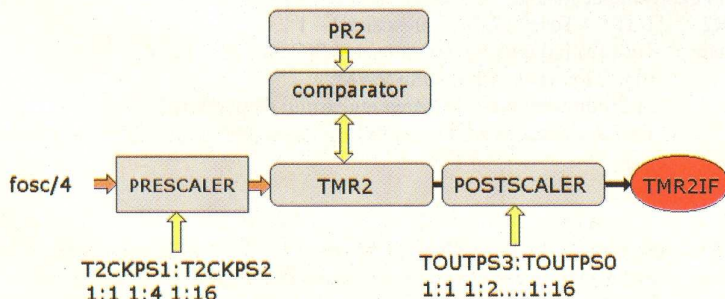 PR2
comparator
fosc/4
PRESCALER
TMR2
POSTSCALER
TMR2IF
T2CKPS1:T2CKPS2
1:1 1:4 1:16
TOUTPS3:TOUTPS0
1:1 1:2....1:16